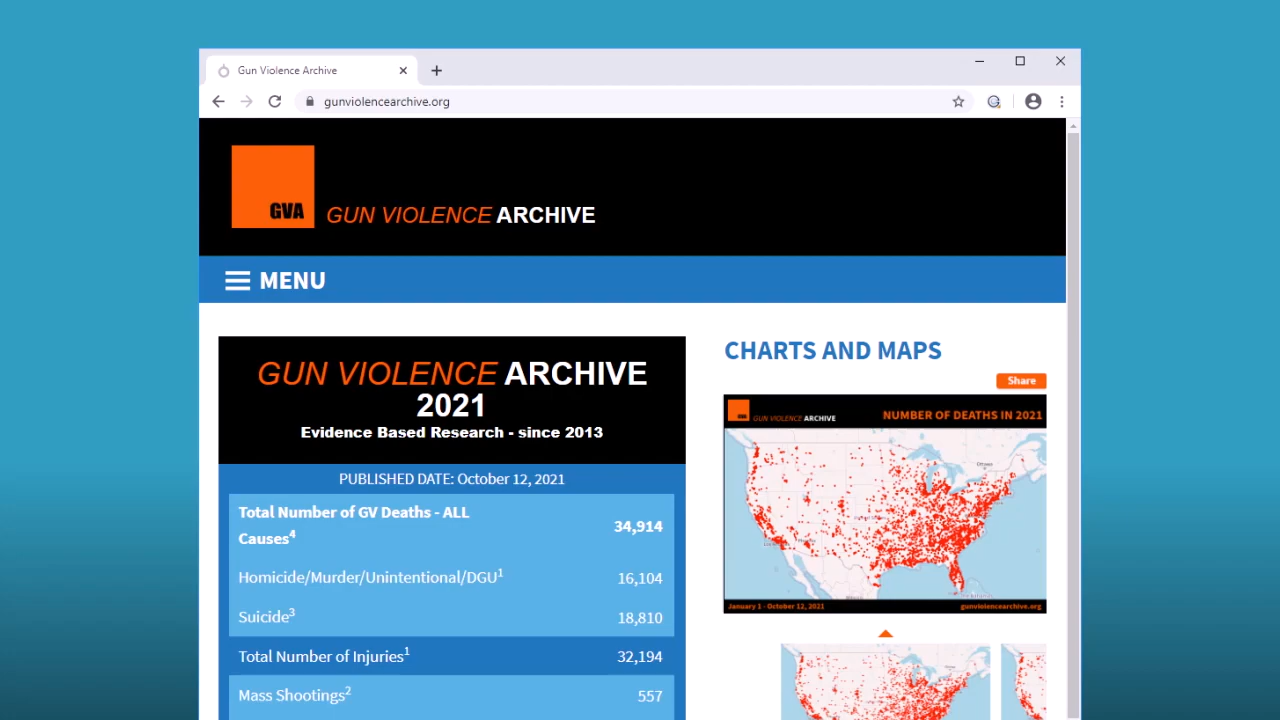 Gun Violence Archive
gunviolencearchive.org
GVA
GUN VIOLENCE ARCHIVE
MENU
GUN VIOLENCE ARCHIVE
2021
Evidence Based Research - since 2013
PUBLISHED DATE: October 12, 2021
Total Number of GV Deaths - ALL
Causes4 34,914
Homicide/Murder/Unintentional/DGU1 16,104
Suicide3 18,810
Total Number of Injuries1 32,194
Mass Shootings2 557
CHARTS AND MAPS
Share
GUN VIOLENCE ARCHIVE NUMBER OF DEATHS IN 2021
Ottawa
January 1 - October 12, 2021 gunviolencearchive.org